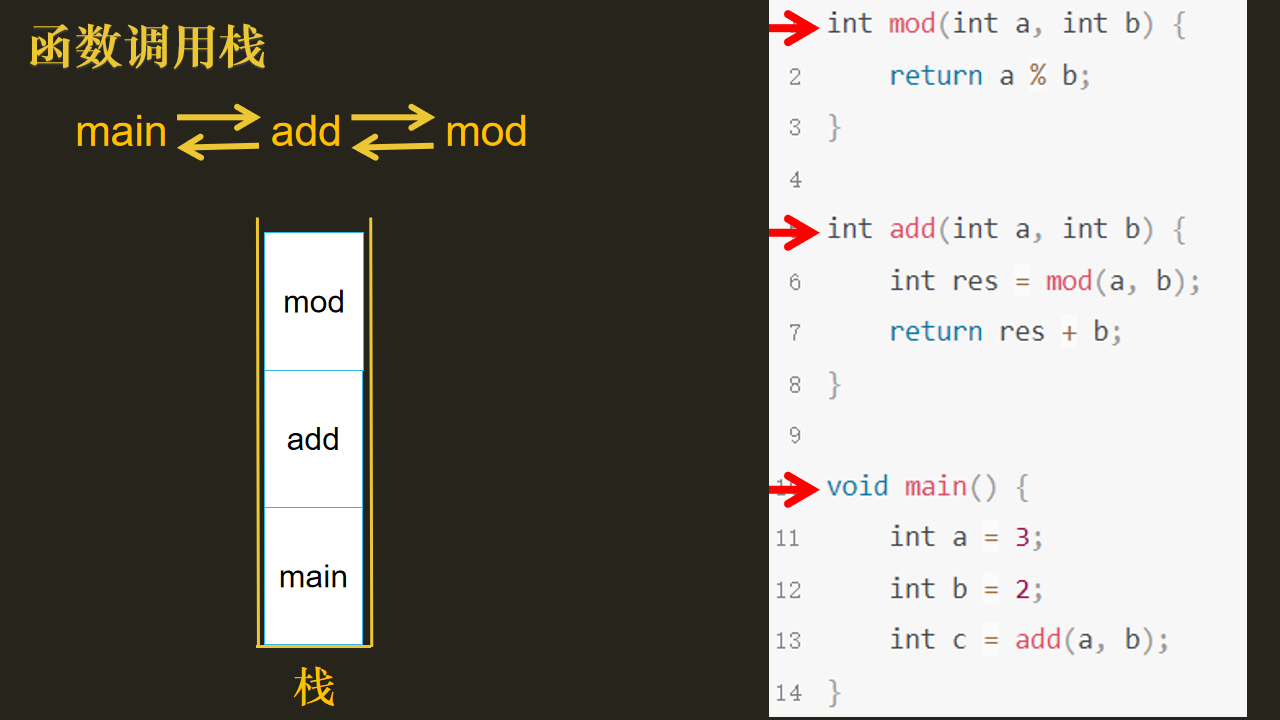 函数调用栈
main add mod
mod
add
main
栈
int mod(int a, int b) {
2 return a % b;
3 }
4
int add(int a, int b) {
6 int res = mod(a, b);
7 return res + b;
8 }
9
void main() {
11 int a = 3;
12 int b = 2;
13 int c = add(a, b);
14 }